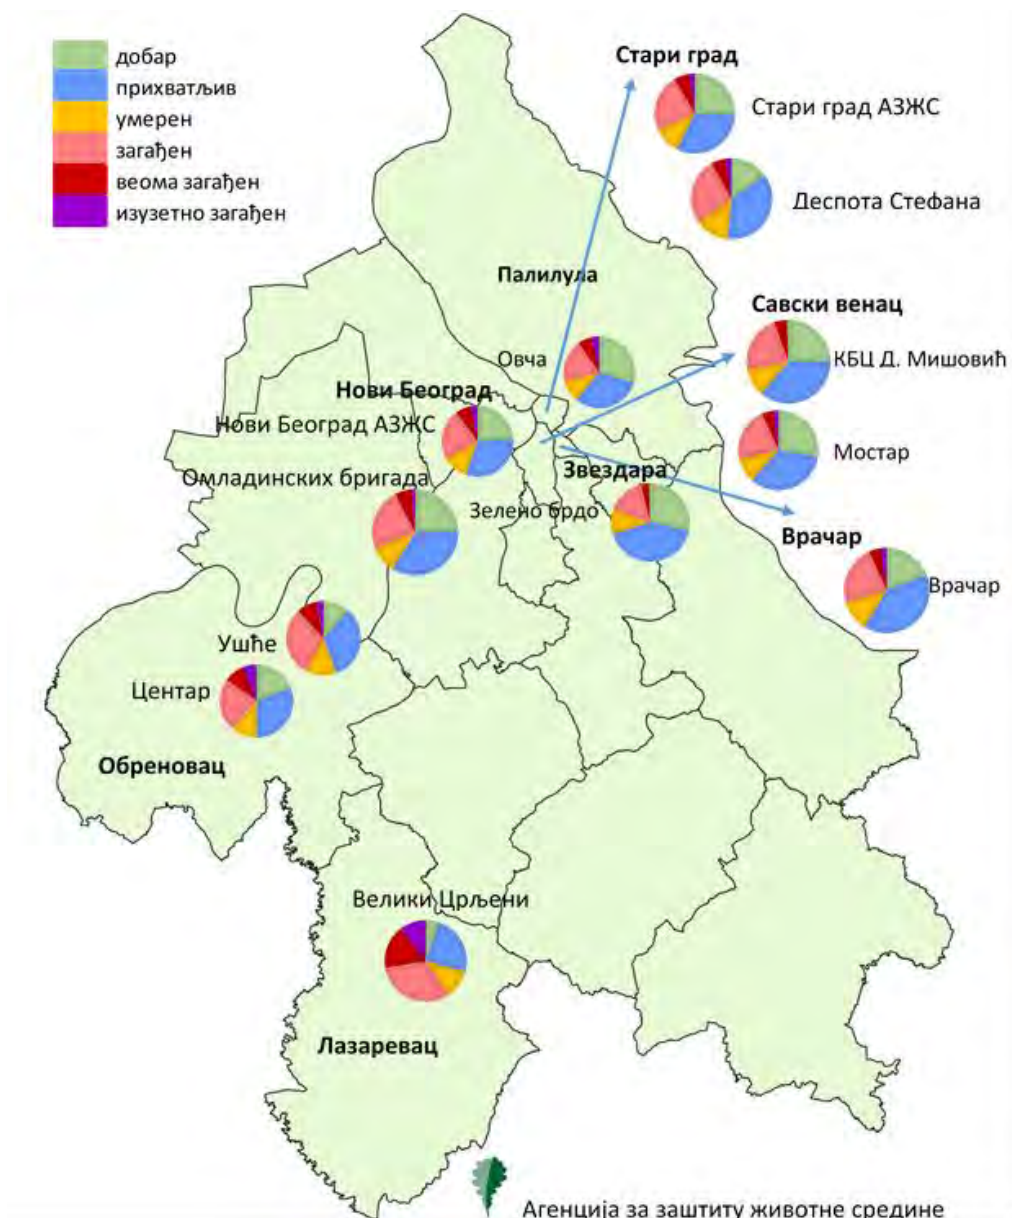 добар
прихватљив
умерен
загађен
веома загађен
изузетно загађен
Стари град
Стари град АЗЖС
Деспота Стефана
Палилула
Савски венац
Овча
КБЦ Д. Мишовић
Нови Београд
Нови Београд АЗЖС
Мостар
Омладинских бригада
Звездара
Зелено брдо
Врачар
Врачар
Ушће
Центар
Обреновац
Велики Црљени
Лазаревац
Агенција за заштиту животне средине